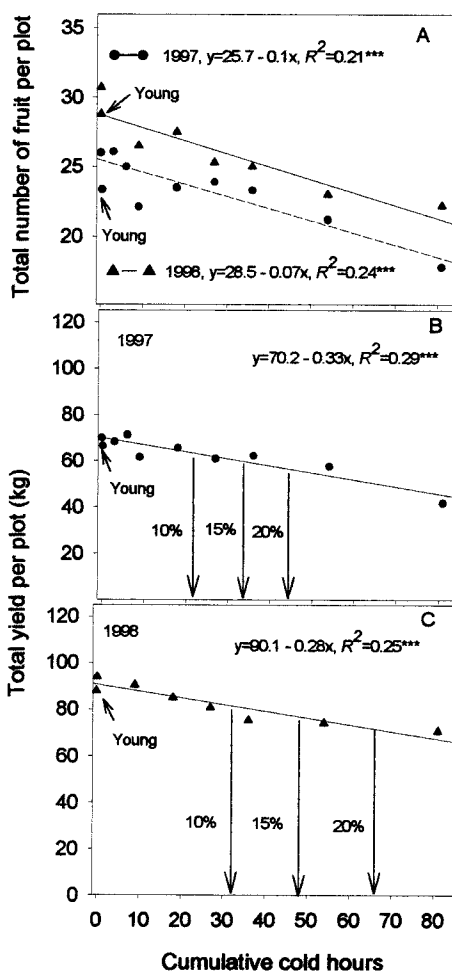 Total number of fruit per plot
35
30
25
20
A
1997, y=25.7 - 0.1x, R²=0.21***
Young
Young
1998, y=28.5 - 0.07x, R²=0.24***
Total yield per plot (kg)
120
100
80
60
40
20
B
1997
y=70.2 - 0.33x, R²=0.29***
Young
10% 15% 20%
120
100
80
60
40
20
0
C
1998
y=90.1 - 0.28x, R²=0.25***
Young
10% 15% 20%
0 10 20 30 40 50 60 70 80
Cumulative cold hours